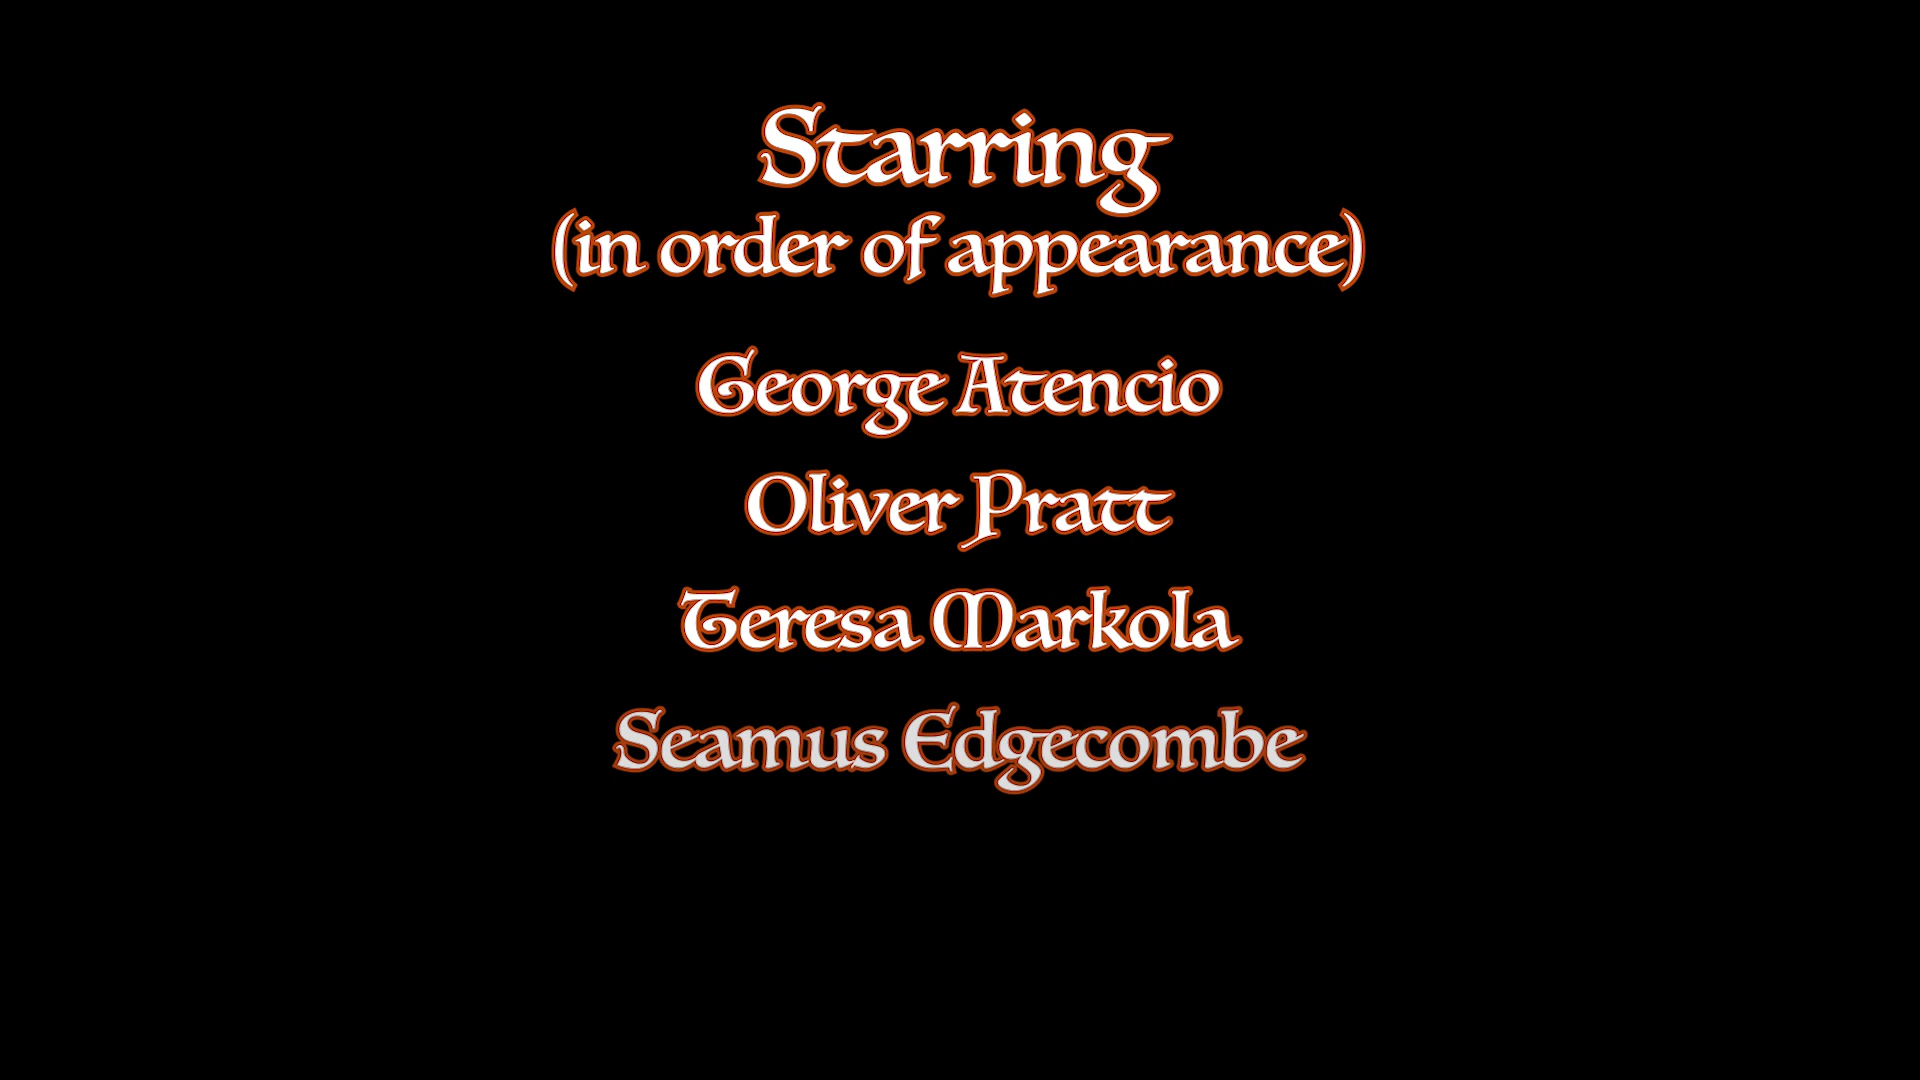 Starring
(in order of appearance)
George Atencio
Oliver Pratt
Teresa Markola
Seamus Edgecombe